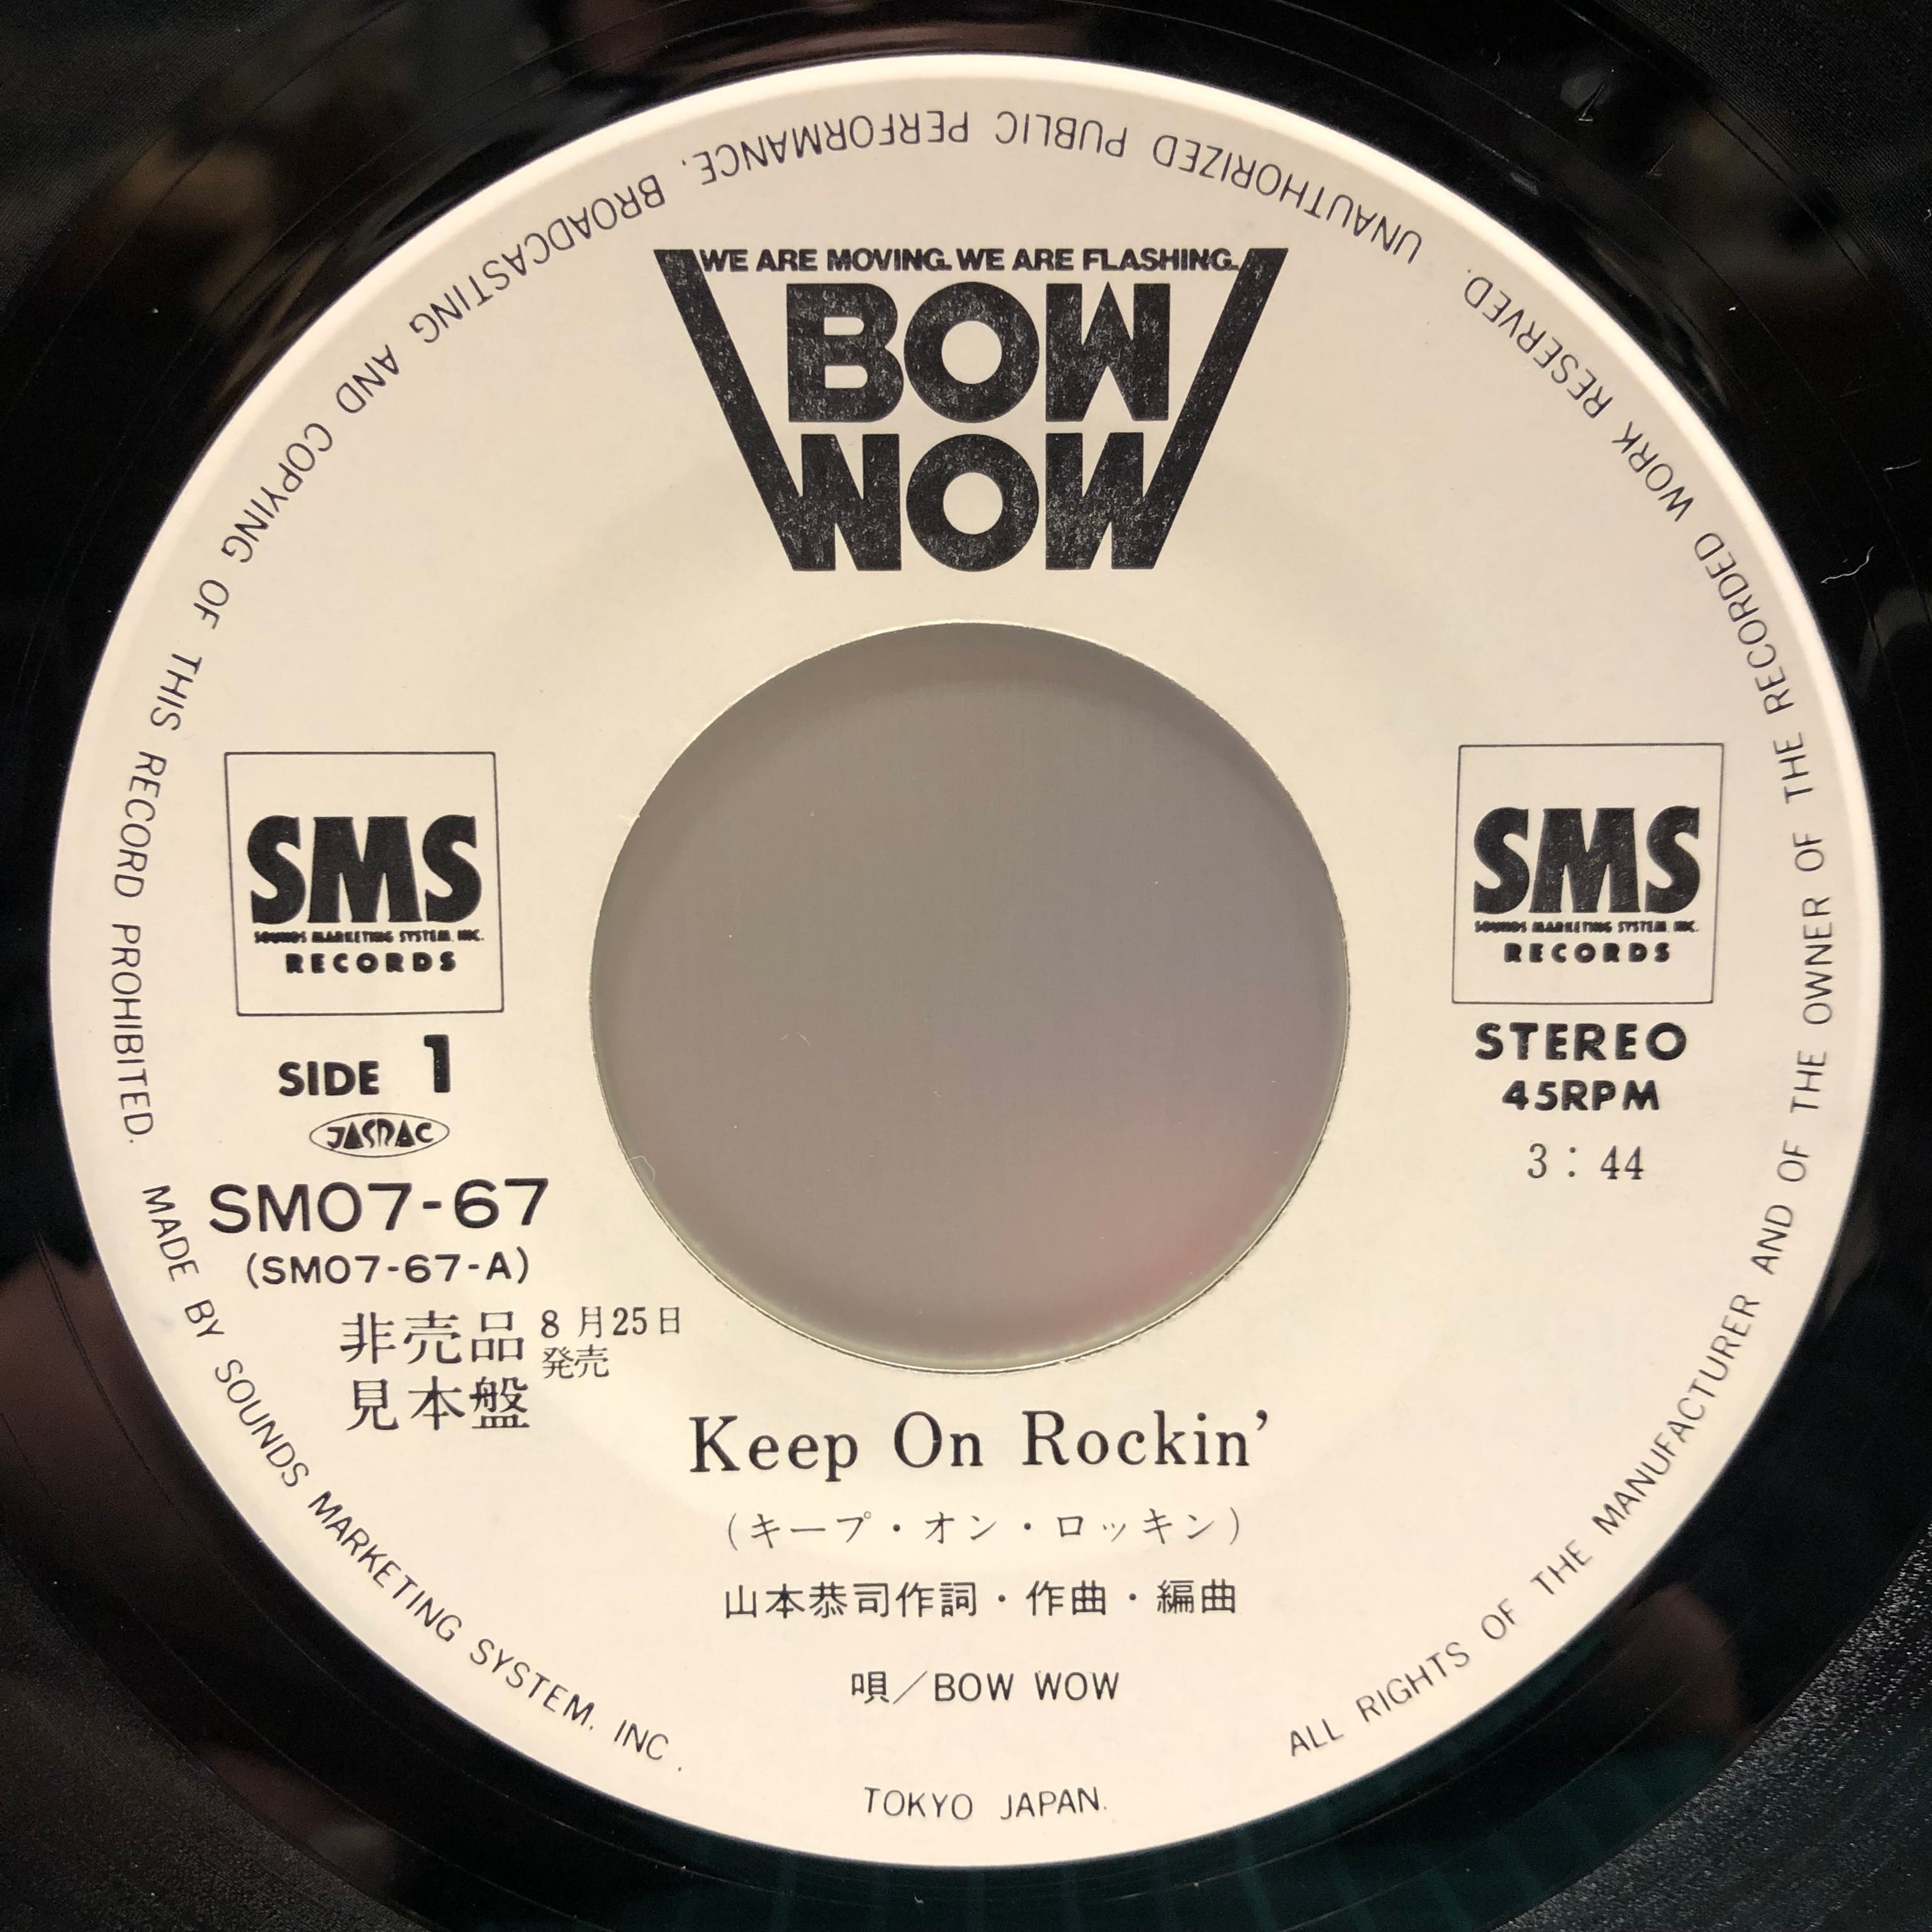 WE ARE MOVING. WE ARE FLASHING.
BOW
WOW
SMS
SOUNDS MARKETING SYSTEM, INC.
RECORDS
SIDE 1
JASRAC
SM07-67
(SM07-67-A)
非売品 8月25日
発売
見本盤
SMS
SOUNDS MARKETING SYSTEM, INC.
RECORDS
STEREO
45RPM
3:44
Keep On Rockin'
(キープ・オン・ロッキン)
山本恭司作詞・作曲・編曲
唄/BOW WOW
ALL RIGHTS OF THE MANUFACTURER AND OF THE OWNER OF THE RECORDED WORK RESERVED. UNAUTHORIZED PUBLIC PERFORMANCE. BROADCASTING AND COPYING OF THIS RECORD PROHIBITED. MADE BY SOUNDS MARKETING SYSTEM. INC.
TOKYO JAPAN.